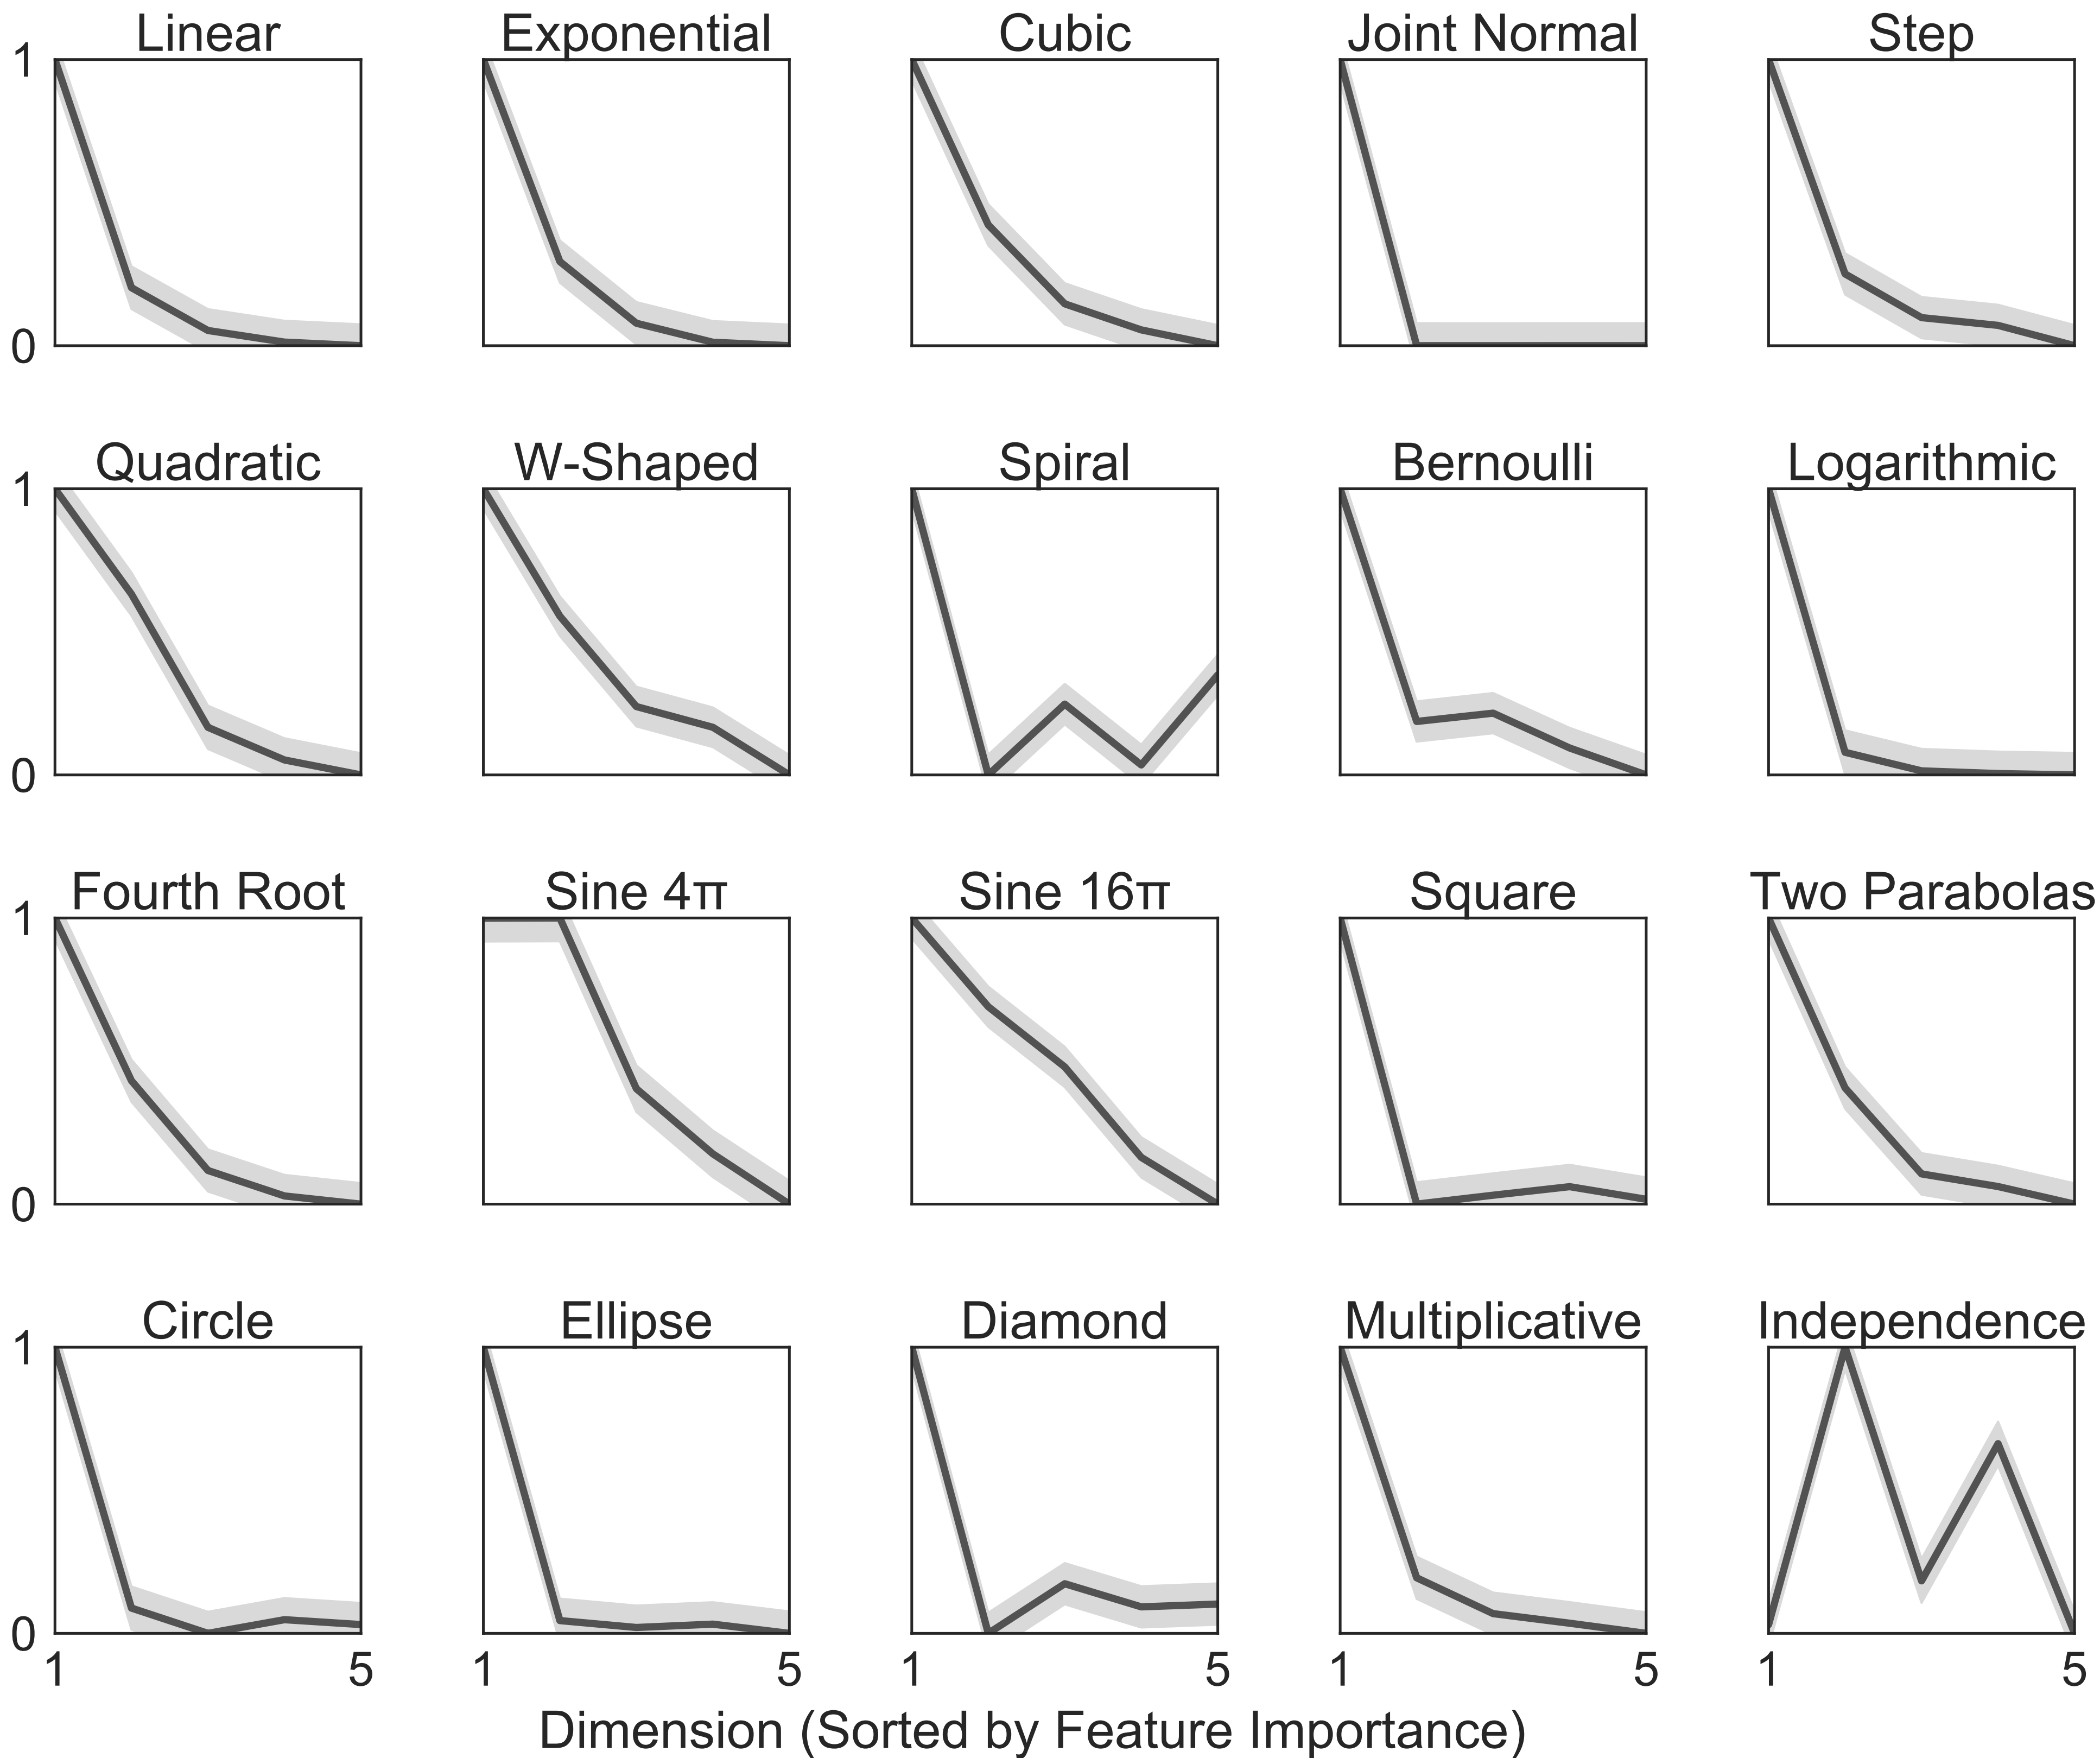 Linear Exponential Cubic Joint Normal Step
1
0
Quadratic W-Shaped Spiral Bernoulli Logarithmic
1
0
Fourth Root Sine 4π Sine 16π Square Two Parabolas
1
0
Circle Ellipse Diamond Multiplicative Independence
1
0
1 5 1 5 1 5 1 5 1 5
Dimension (Sorted by Feature Importance)